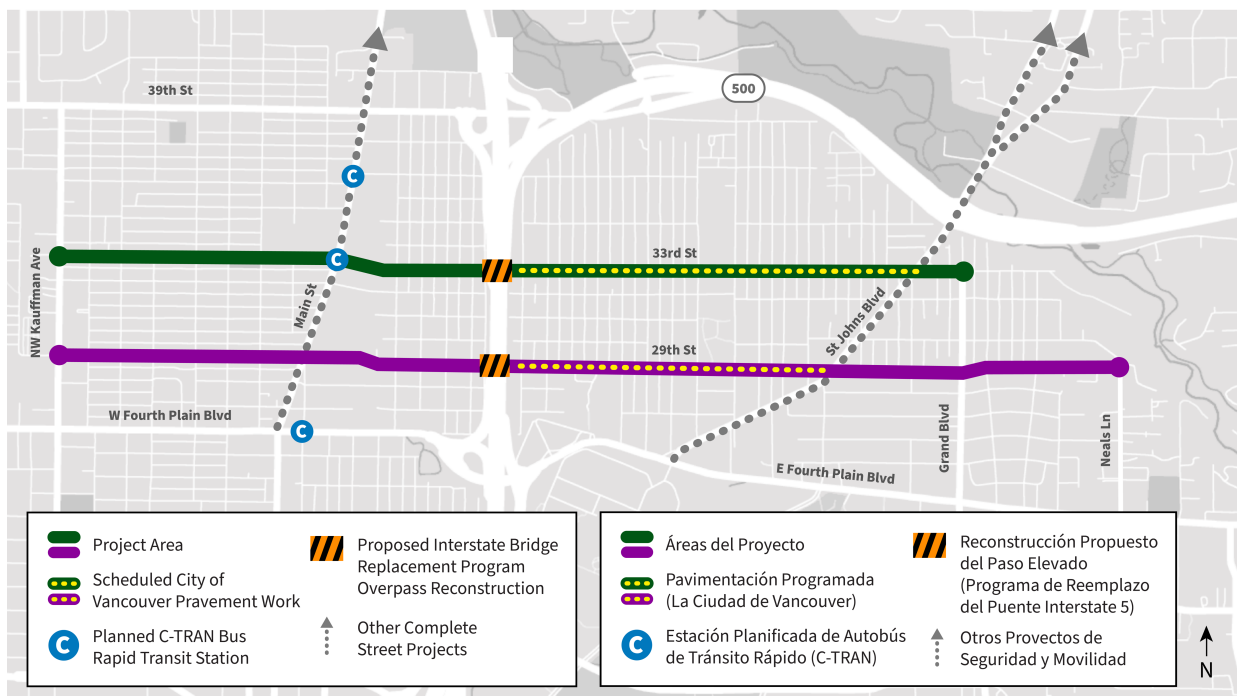 39th St
500
C
33rd St
C
NW Kauffman Ave
Main St
St Johns Blvd
29th St
W Fourth Plain Blvd
C
Grand Blvd
Neals Ln
E Fourth Plain Blvd
Project Area
Scheduled City of
Vancouver Pravement Work
C
Planned C-TRAN Bus
Rapid Transit Station
Proposed Interstate Bridge
Replacement Program
Overpass Reconstruction
Other Complete
Street Projects
Áreas del Proyecto
Pavimentación Programada
(La Ciudad de Vancouver)
C
Estación Planificada de Autobús
de Tránsito Rápido (C-TRAN)
Reconstrucción Propuesto
del Paso Elevado
(Programa de Reemplazo
del Puente Interstate 5)
Otros Provectos de
Seguridad y Movilidad
N